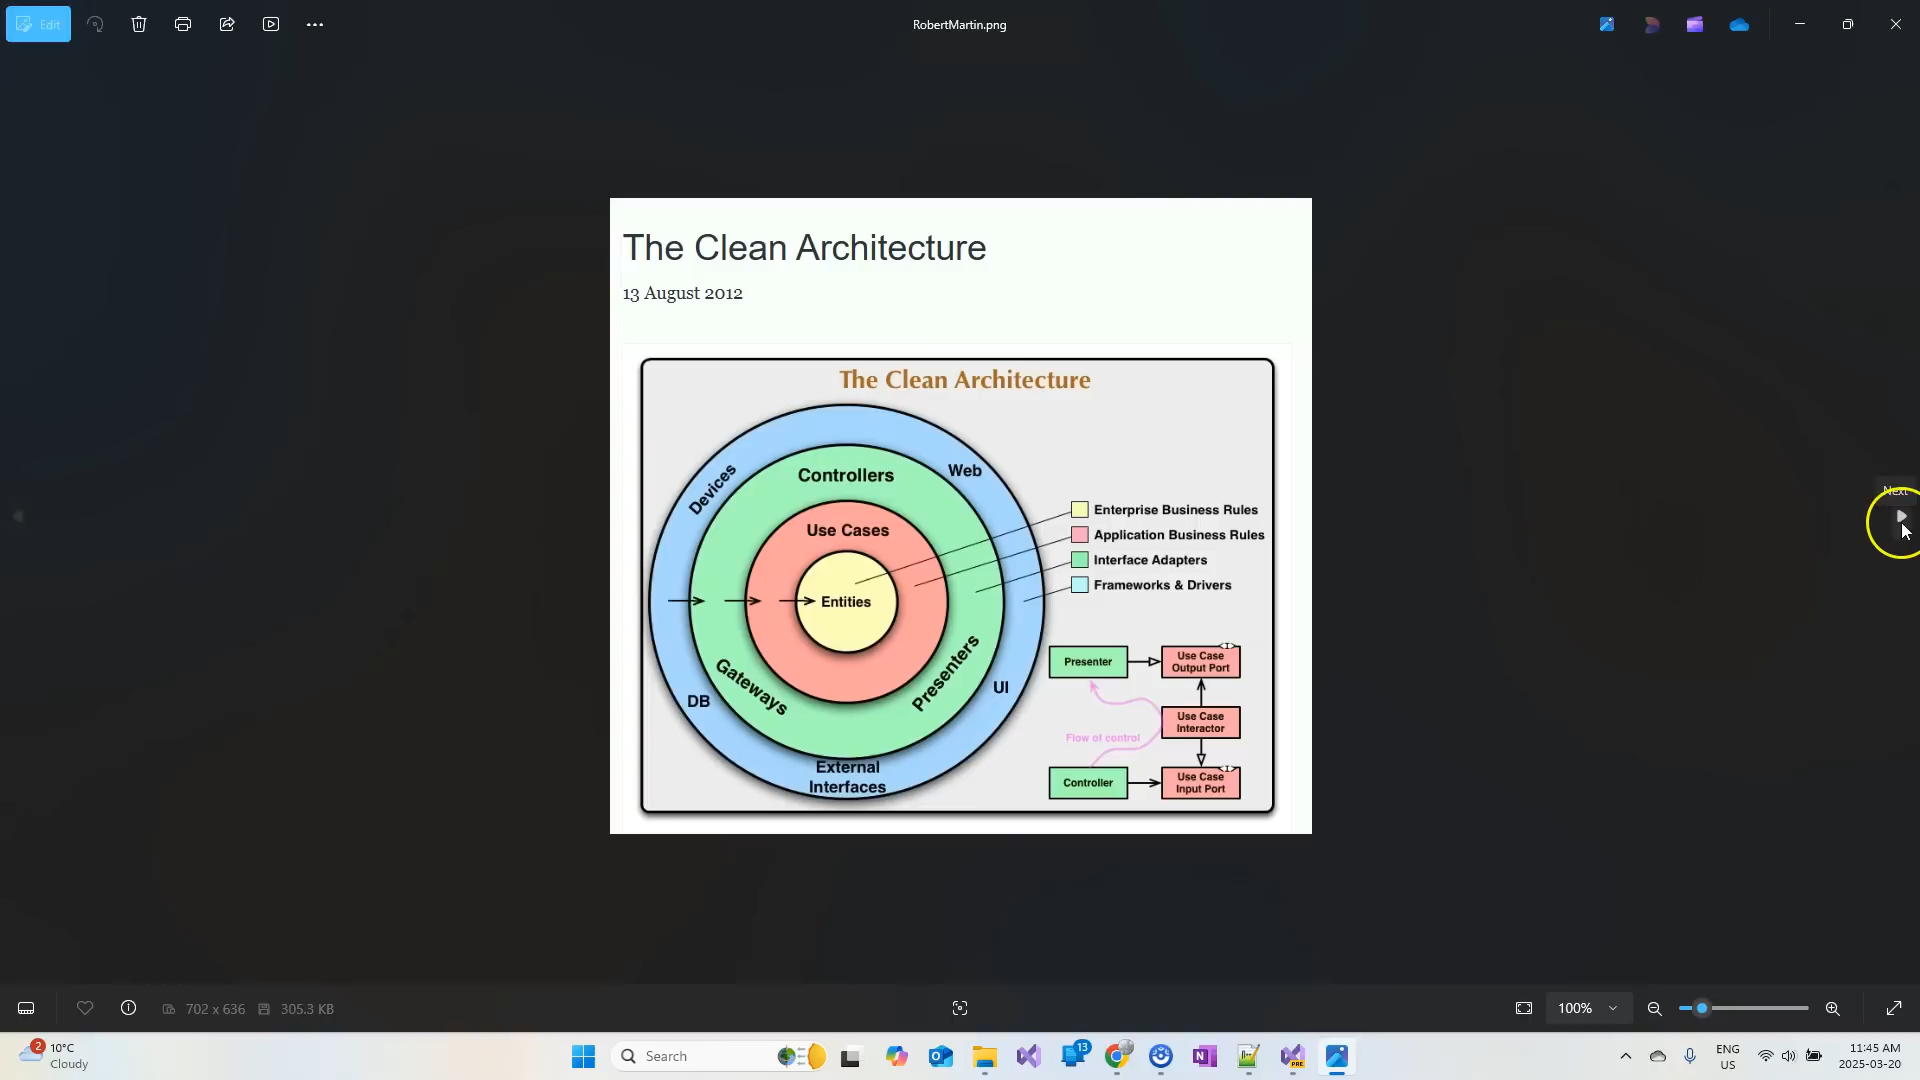 Edit
RobertMartin.png
Next
The Clean Architecture
13 August 2012
The Clean Architecture
Devices
Controllers
Web
Use Cases
Entities
Gateways
Presenters
DB
UI
External
Interfaces
Enterprise Business Rules
Application Business Rules
Interface Adapters
Frameworks & Drivers
Presenter
Use Case
Output Port
<I>
Use Case
Interactor
Flow of control
Controller
Use Case
Input Port
<I>
702 x 636
305.3 KB
100%
2
10°C
Cloudy
Search
13
PRE
ENG
US
11:45 AM
2025-03-20